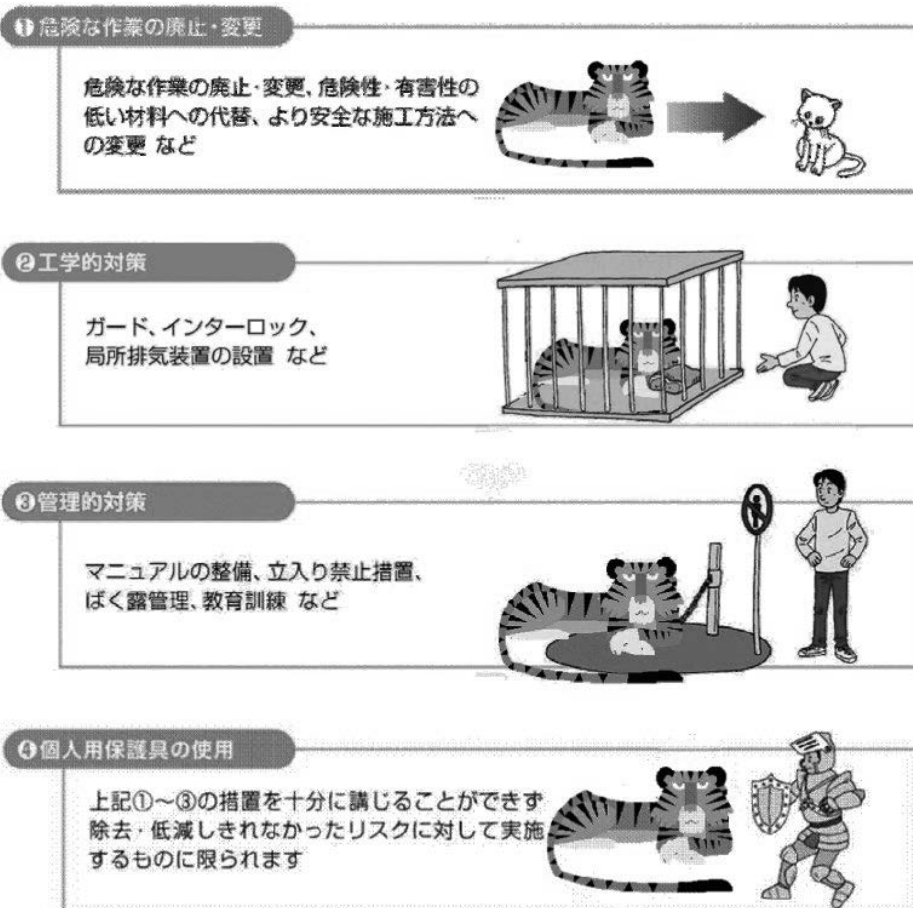 ❶危険な作業の廃止・変更
危険な作業の廃止・変更、危険性・有害性の
低い材料への代替、より安全な施工方法へ
の変更 など
❷工学的対策
ガード、インターロック、
局所排気装置の設置 など
❸管理的対策
マニュアルの整備、立入り禁止措置、
ばく露管理、教育訓練 など
❹個人用保護具の使用
上記①〜③の措置を十分に講じることができず
除去・低減しきれなかったリスクに対して実施
するものに限られます